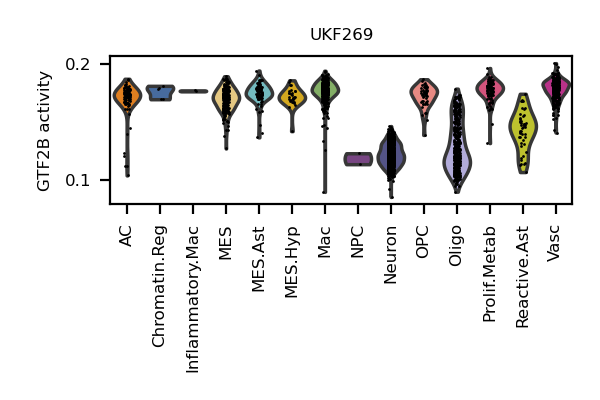 UKF269
GTF2B activity
0.2
0.1
AC
Chromatin.Reg
Inflammatory.Mac
MES
MES.Ast
MES.Hyp
Mac
NPC
Neuron
OPC
Oligo
Prolif.Metab
Reactive.Ast
Vasc